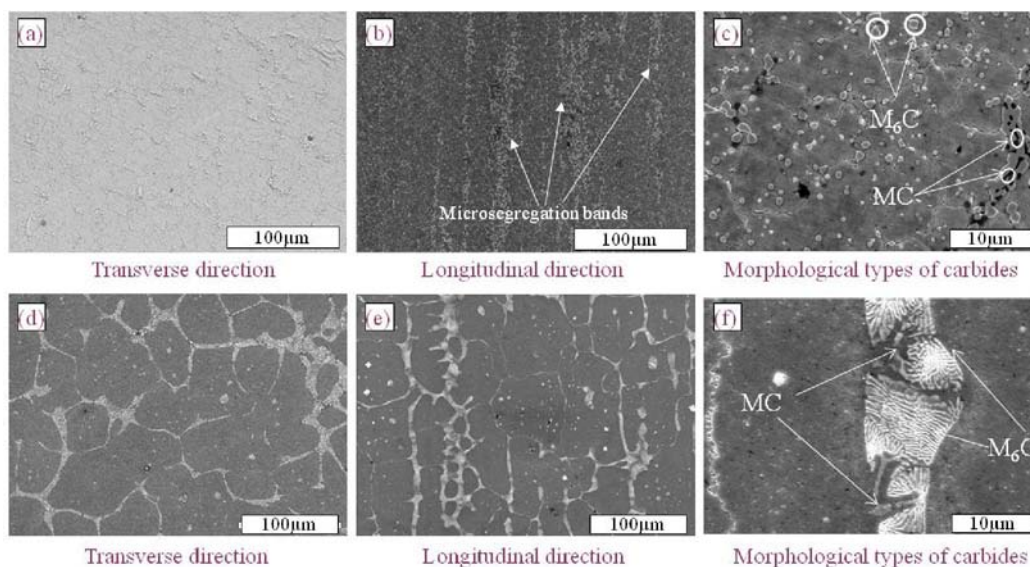 (a)
(b)
(c)
M₆C
MC
Microsegregation bands
100µm
100µm
10µm
Transverse direction
Longitudinal direction
Morphological types of carbides
(d)
(e)
(f)
MC
M₆C
100µm
100µm
10µm
Transverse direction
Longitudinal direction
Morphological types of carbides